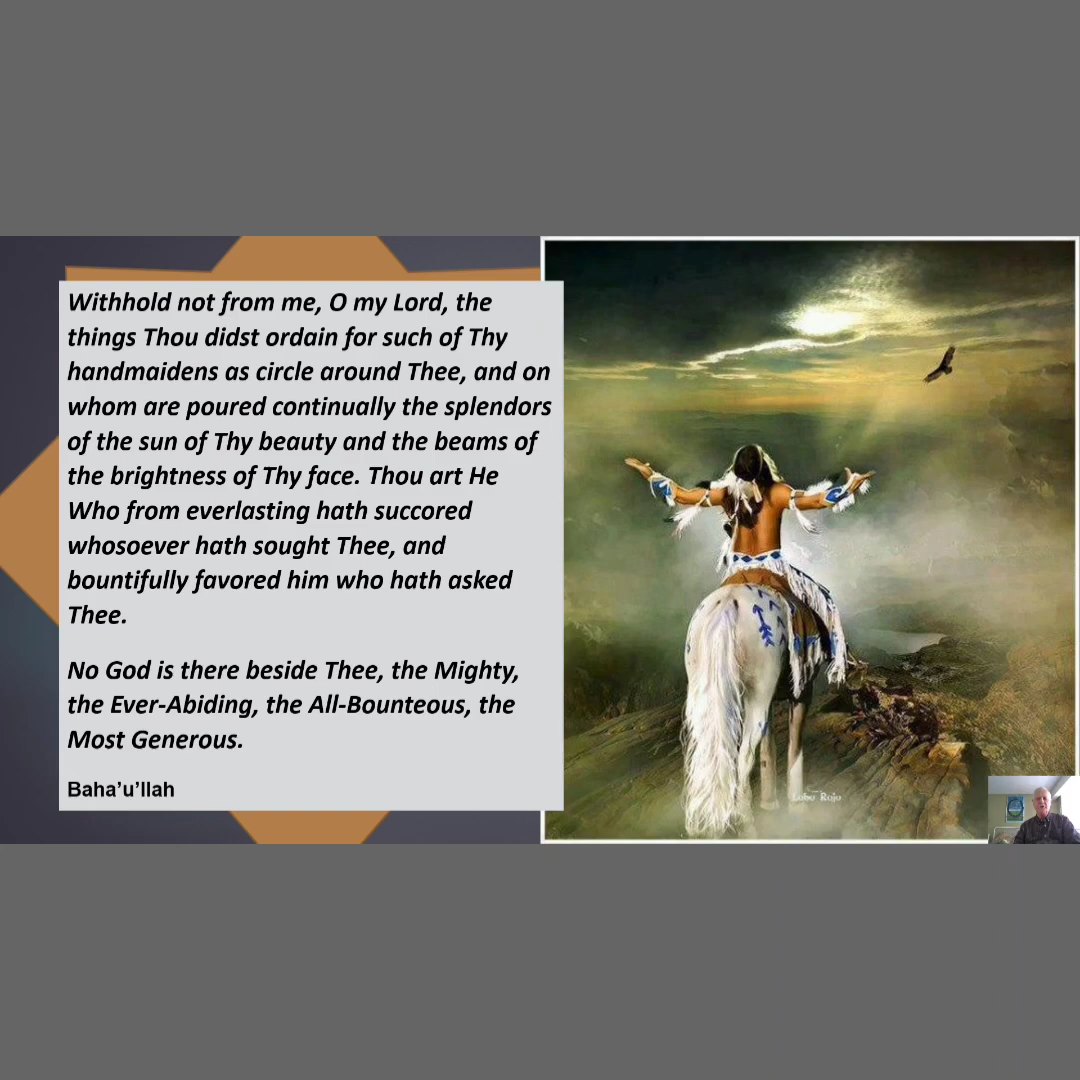 Withhold not from me, O my Lord, the
things Thou didst ordain for such of Thy
handmaidens as circle around Thee, and on
whom are poured continually the splendors
of the sun of Thy beauty and the beams of
the brightness of Thy face. Thou art He
Who from everlasting hath succored
whosoever hath sought Thee, and
bountifully favored him who hath asked
Thee.
No God is there beside Thee, the Mighty,
the Ever-Abiding, the All-Bounteous, the
Most Generous.
Baha’u’llah
Lobo Rojo